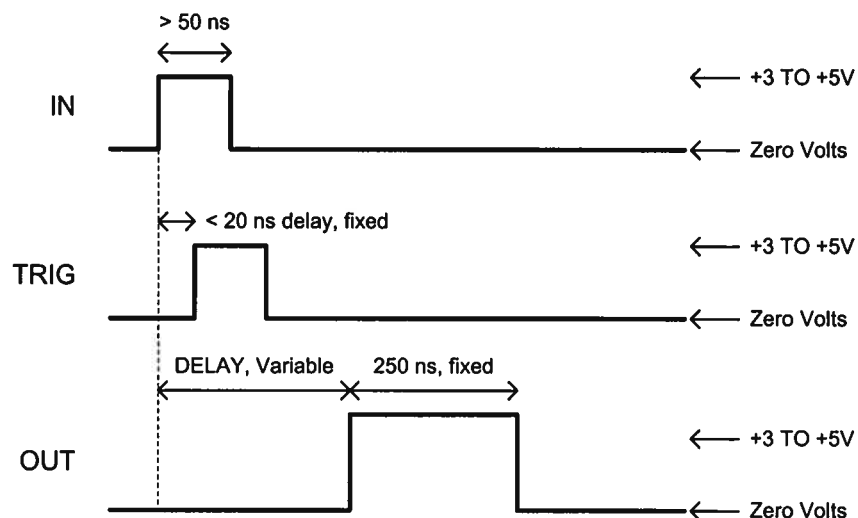 > 50 ns
+3 TO +5V
IN
Zero Volts
< 20 ns delay, fixed
+3 TO +5V
TRIG
Zero Volts
DELAY, Variable
250 ns, fixed
+3 TO +5V
OUT
Zero Volts